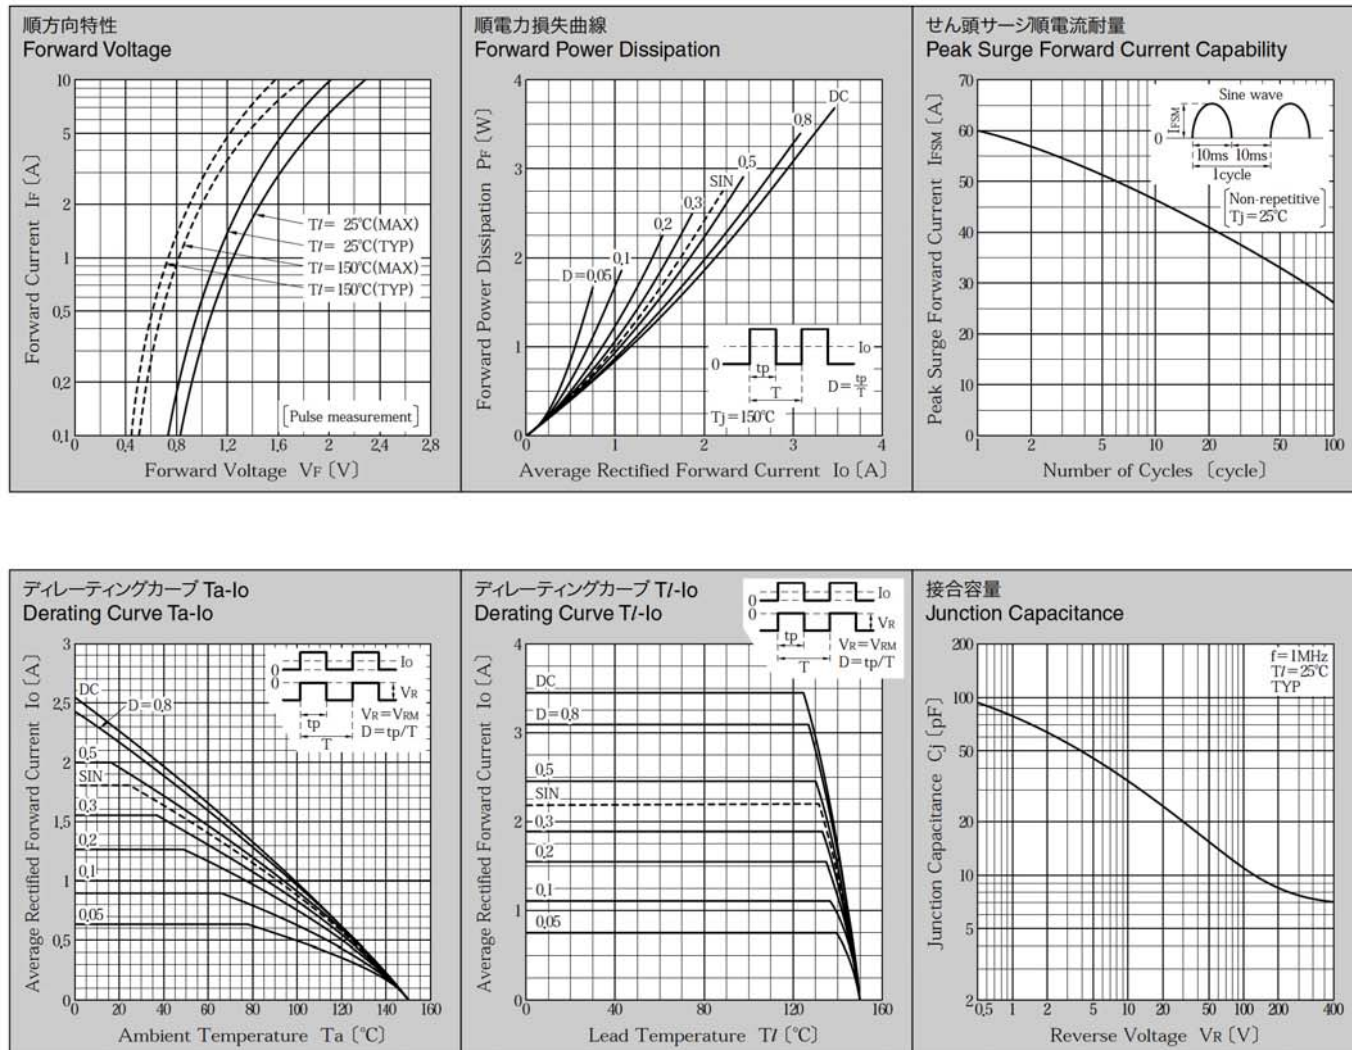 順方向特性
Forward Voltage
Forward Current IF〔A〕
10
5
2
1
0.5
0.2
0.1
Tl= 25℃(MAX)
Tl= 25℃(TYP)
Tl=150℃(MAX)
Tl=150℃(TYP)
[Pulse measurement]
0 0.4 0.8 1.2 1.6 2 2.4 2.8
Forward Voltage VF〔V〕
順電力損失曲線
Forward Power Dissipation
Forward Power Dissipation PF〔W〕
4
3
2
1
0
DC
0.8
0.5
SIN
0.3
0.2
0.1
D=0.05
0
Io
tp
T
D=tp/T
Tj=150℃
0 1 2 3 4
Average Rectified Forward Current Io〔A〕
せん頭サージ順電流耐量
Peak Surge Forward Current Capability
Peak Surge Forward Current IFSM〔A〕
70
60
50
40
30
20
10
0
Sine wave
IFSM
0
10ms 10ms
1cycle
[Non-repetitive
Tj=25℃]
1 2 5 10 20 50 100
Number of Cycles〔cycle〕
ディレーティングカーブ Ta-Io
Derating Curve Ta-Io
Average Rectified Forward Current Io〔A〕
3
2.5
2
1.5
1
0.5
0
DC
D=0.8
0.5
SIN
0.3
0.2
0.1
0.05
0
Io
0
VR
tp
VR=VRM
T
D=tp/T
0 20 40 60 80 100 120 140 160
Ambient Temperature Ta〔℃〕
ディレーティングカーブ Tl-Io
Derating Curve Tl-Io
Average Rectified Forward Current Io〔A〕
4
3
2
1
0
0
Io
0
VR
tp
VR=VRM
T
D=tp/T
DC
D=0.8
0.5
SIN
0.3
0.2
0.1
0.05
0 40 80 120 160
Lead Temperature Tl〔℃〕
接合容量
Junction Capacitance
Junction Capacitance Cj〔pF〕
200
100
50
20
10
5
2
f=1MHz
Tl=25℃
TYP
0.5 1 2 5 10 20 50 100 200 400
Reverse Voltage VR〔V〕